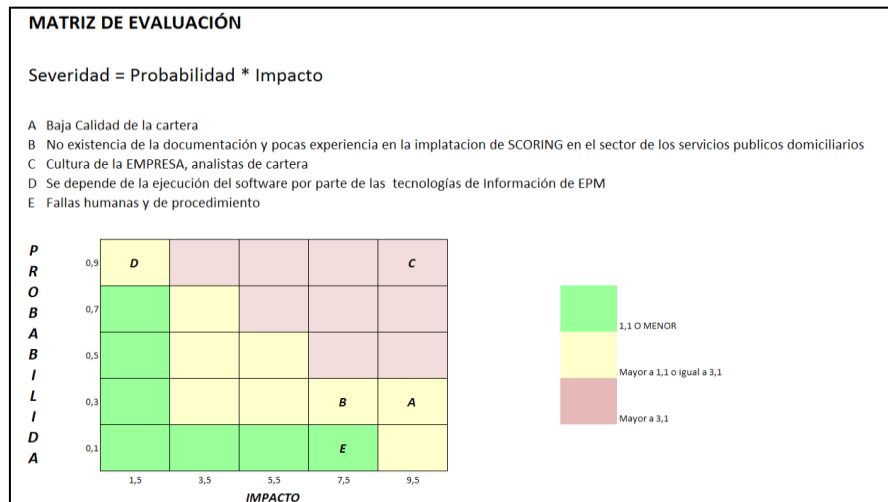 MATRIZ DE EVALUACIÓN
Severidad = Probabilidad * Impacto
A Baja Calidad de la cartera
B No existencia de la documentación y pocas experiencia en la implatacion de SCORING en el sector de los servicios publicos domiciliarios
C Cultura de la EMPRESA, analistas de cartera
D Se depende de la ejecución del software por parte de las tecnologías de Información de EPM
E Fallas humanas y de procedimiento
P
R
O
B
A
B
I
L
I
D
A
0,9 D C
0,7
0,5
0,3 B A
0,1 E
1,5 3,5 5,5 7,5 9,5
IMPACTO
1,1 O MENOR
Mayor a 1,1 o igual a 3,1
Mayor a 3,1